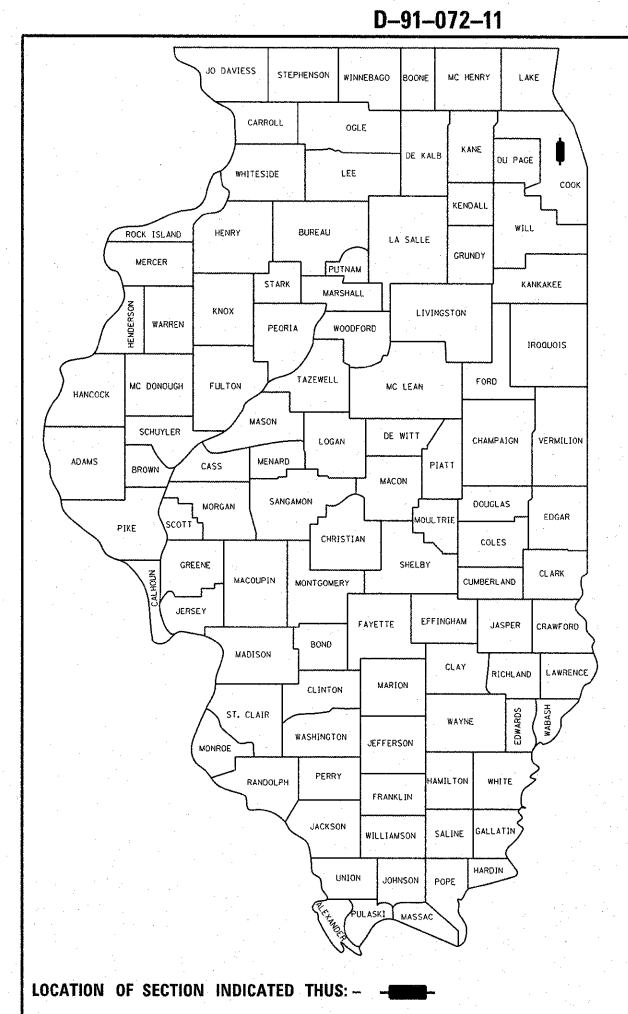 D-91-072-11
JO DAVIESS
STEPHENSON
WINNEBAGO
BOONE
MC HENRY
LAKE
CARROLL
OGLE
DE KALB
KANE
DU PAGE
COOK
WHITESIDE
LEE
KENDALL
WILL
ROCK ISLAND
HENRY
BUREAU
LA SALLE
GRUNDY
MERCER
PUTNAM
KANKAKEE
STARK
MARSHALL
HENDERSON
WARREN
KNOX
PEORIA
WOODFORD
LIVINGSTON
IROQUOIS
HANCOCK
MC DONOUGH
FULTON
TAZEWELL
MC LEAN
FORD
SCHUYLER
MASON
LOGAN
DE WITT
CHAMPAIGN
VERMILION
ADAMS
BROWN
CASS
MENARD
PIATT
MACON
PIKE
SCOTT
MORGAN
SANGAMON
CHRISTIAN
MOULTRIE
DOUGLAS
EDGAR
COLES
CALHOUN
GREENE
MACOUPIN
MONTGOMERY
SHELBY
CUMBERLAND
CLARK
JERSEY
FAYETTE
EFFINGHAM
JASPER
CRAWFORD
MADISON
BOND
CLAY
RICHLAND
LAWRENCE
CLINTON
MARION
ST. CLAIR
WAYNE
EDWARDS
WABASH
MONROE
WASHINGTON
JEFFERSON
RANDOLPH
PERRY
HAMILTON
WHITE
FRANKLIN
JACKSON
WILLIAMSON
SALINE
GALLATIN
UNION
JOHNSON
POPE
HARDIN
ALEXANDER
PULASKI
MASSAC
LOCATION OF SECTION INDICATED THUS: -